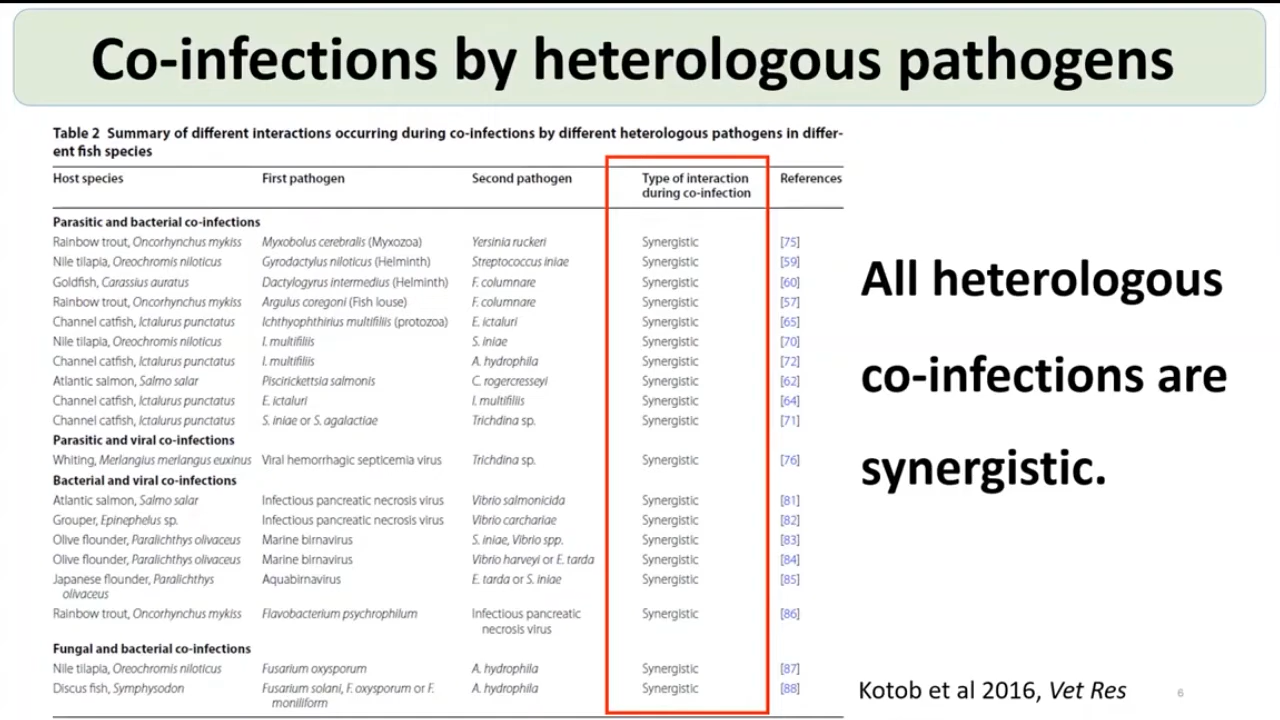 Co-infections by heterologous pathogens
Table 2 Summary of different interactions occurring during co-infections by different heterologous pathogens in differ-
ent fish species
Host species First pathogen Second pathogen Type of interaction References
during co-infection
Parasitic and bacterial co-infections
Rainbow trout, Oncorhynchus mykiss Myxobolus cerebralis (Myxozoa) Yersinia ruckeri Synergistic [75]
Nile tilapia, Oreochromis niloticus Gyrodactylus niloticus (Helminth) Streptococcus iniae Synergistic [59]
Goldfish, Carassius auratus Dactylogyrus intermedius (Helminth) F. columnare Synergistic [60]
Rainbow trout, Oncorhynchus mykiss Argulus coregoni (Fish louse) F. columnare Synergistic [57]
Channel catfish, Ictalurus punctatus Ichthyophthirius multifiliis (protozoa) E. ictaluri Synergistic [65]
Nile tilapia, Oreochromis niloticus I. multifiliis S. iniae Synergistic [70]
Channel catfish, Ictalurus punctatus I. multifiliis A. hydrophila Synergistic [72]
Atlantic salmon, Salmo salar Piscirickettsia salmonis C. rogercresseyi Synergistic [62]
Channel catfish, Ictalurus punctatus E. ictaluri I. multifiliis Synergistic [64]
Channel catfish, Ictalurus punctatus S. iniae or S. agalactiae Trichdina sp. Synergistic [71]
Parasitic and viral co-infections
Whiting, Merlangius merlangus euxinus Viral hemorrhagic septicemia virus Trichdina sp. Synergistic [76]
Bacterial and viral co-infections
Atlantic salmon, Salmo salar Infectious pancreatic necrosis virus Vibrio salmonicida Synergistic [81]
Grouper, Epinephelus sp. Infectious pancreatic necrosis virus Vibrio carchariae Synergistic [82]
Olive flounder, Paralichthys olivaceus Marine birnavirus S. iniae, Vibrio spp. Synergistic [83]
Olive flounder, Paralichthys olivaceus Marine birnavirus Vibrio harveyi or E. tarda Synergistic [84]
Japanese flounder, Paralichthys Aquabirnavirus E. tarda or S. iniae Synergistic [85]
olivaceus
Rainbow trout, Oncorhynchus mykiss Flavobacterium psychrophilum Infectious pancreatic Synergistic [86]
necrosis virus
Fungal and bacterial co-infections
Nile tilapia, Oreochromis niloticus Fusarium oxysporum A. hydrophila Synergistic [87]
Discus fish, Symphysodon Fusarium solani, F. oxysporum or F. A. hydrophila Synergistic [88]
moniliform
All heterologous
co-infections are
synergistic.
Kotob et al 2016, Vet Res
6